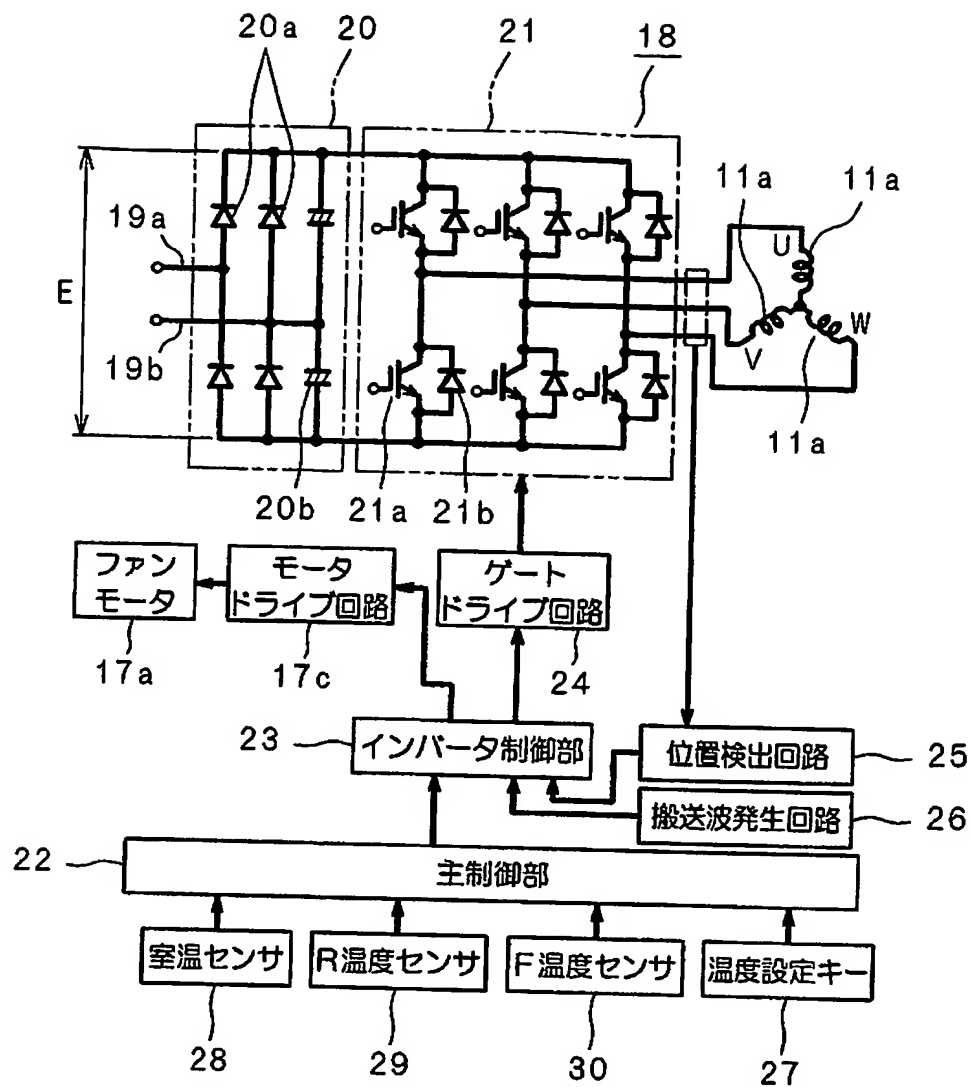 20a
20
21
18
E
19a
19b
20b
21a
21b
11a
11a
U
V
W
11a
ファン
モータ
17a
モータ
ドライブ回路
17c
ゲート
ドライブ回路
24
23
インバータ制御部
位置検出回路
25
搬送波発生回路
26
22
主制御部
室温センサ
28
R温度センサ
29
F温度センサ
30
温度設定キー
27